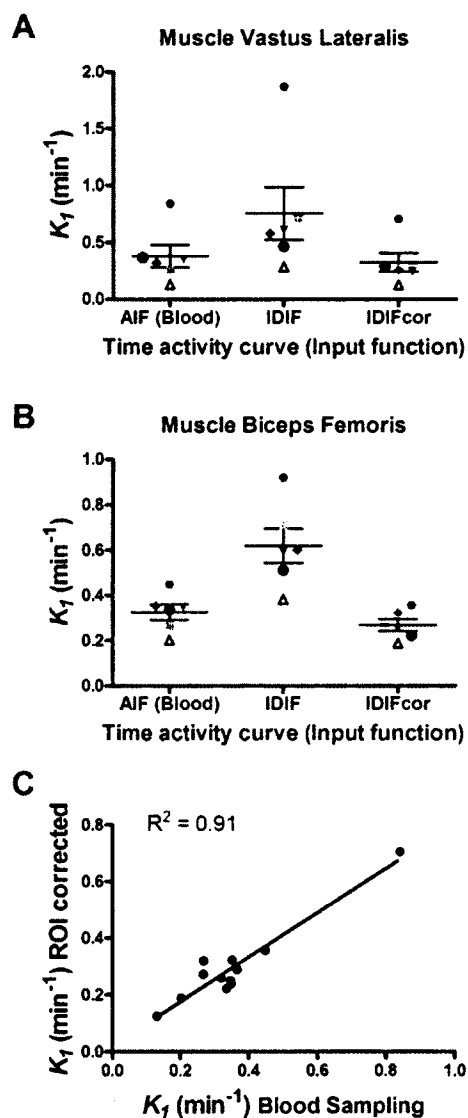 A
Muscle Vastus Lateralis
K1 (min⁻¹)
2.0
1.5
1.0
0.5
0.0
AIF (Blood) IDIF IDIFcor
Time activity curve (Input function)
B
Muscle Biceps Femoris
K1 (min⁻¹)
1.0
0.8
0.6
0.4
0.2
0.0
AIF (Blood) IDIF IDIFcor
Time activity curve (Input function)
C
R² = 0.91
K1 (min⁻¹) ROI corrected
0.8
0.6
0.4
0.2
0.0
0.0 0.2 0.4 0.6 0.8 1.0
K1 (min⁻¹) Blood Sampling